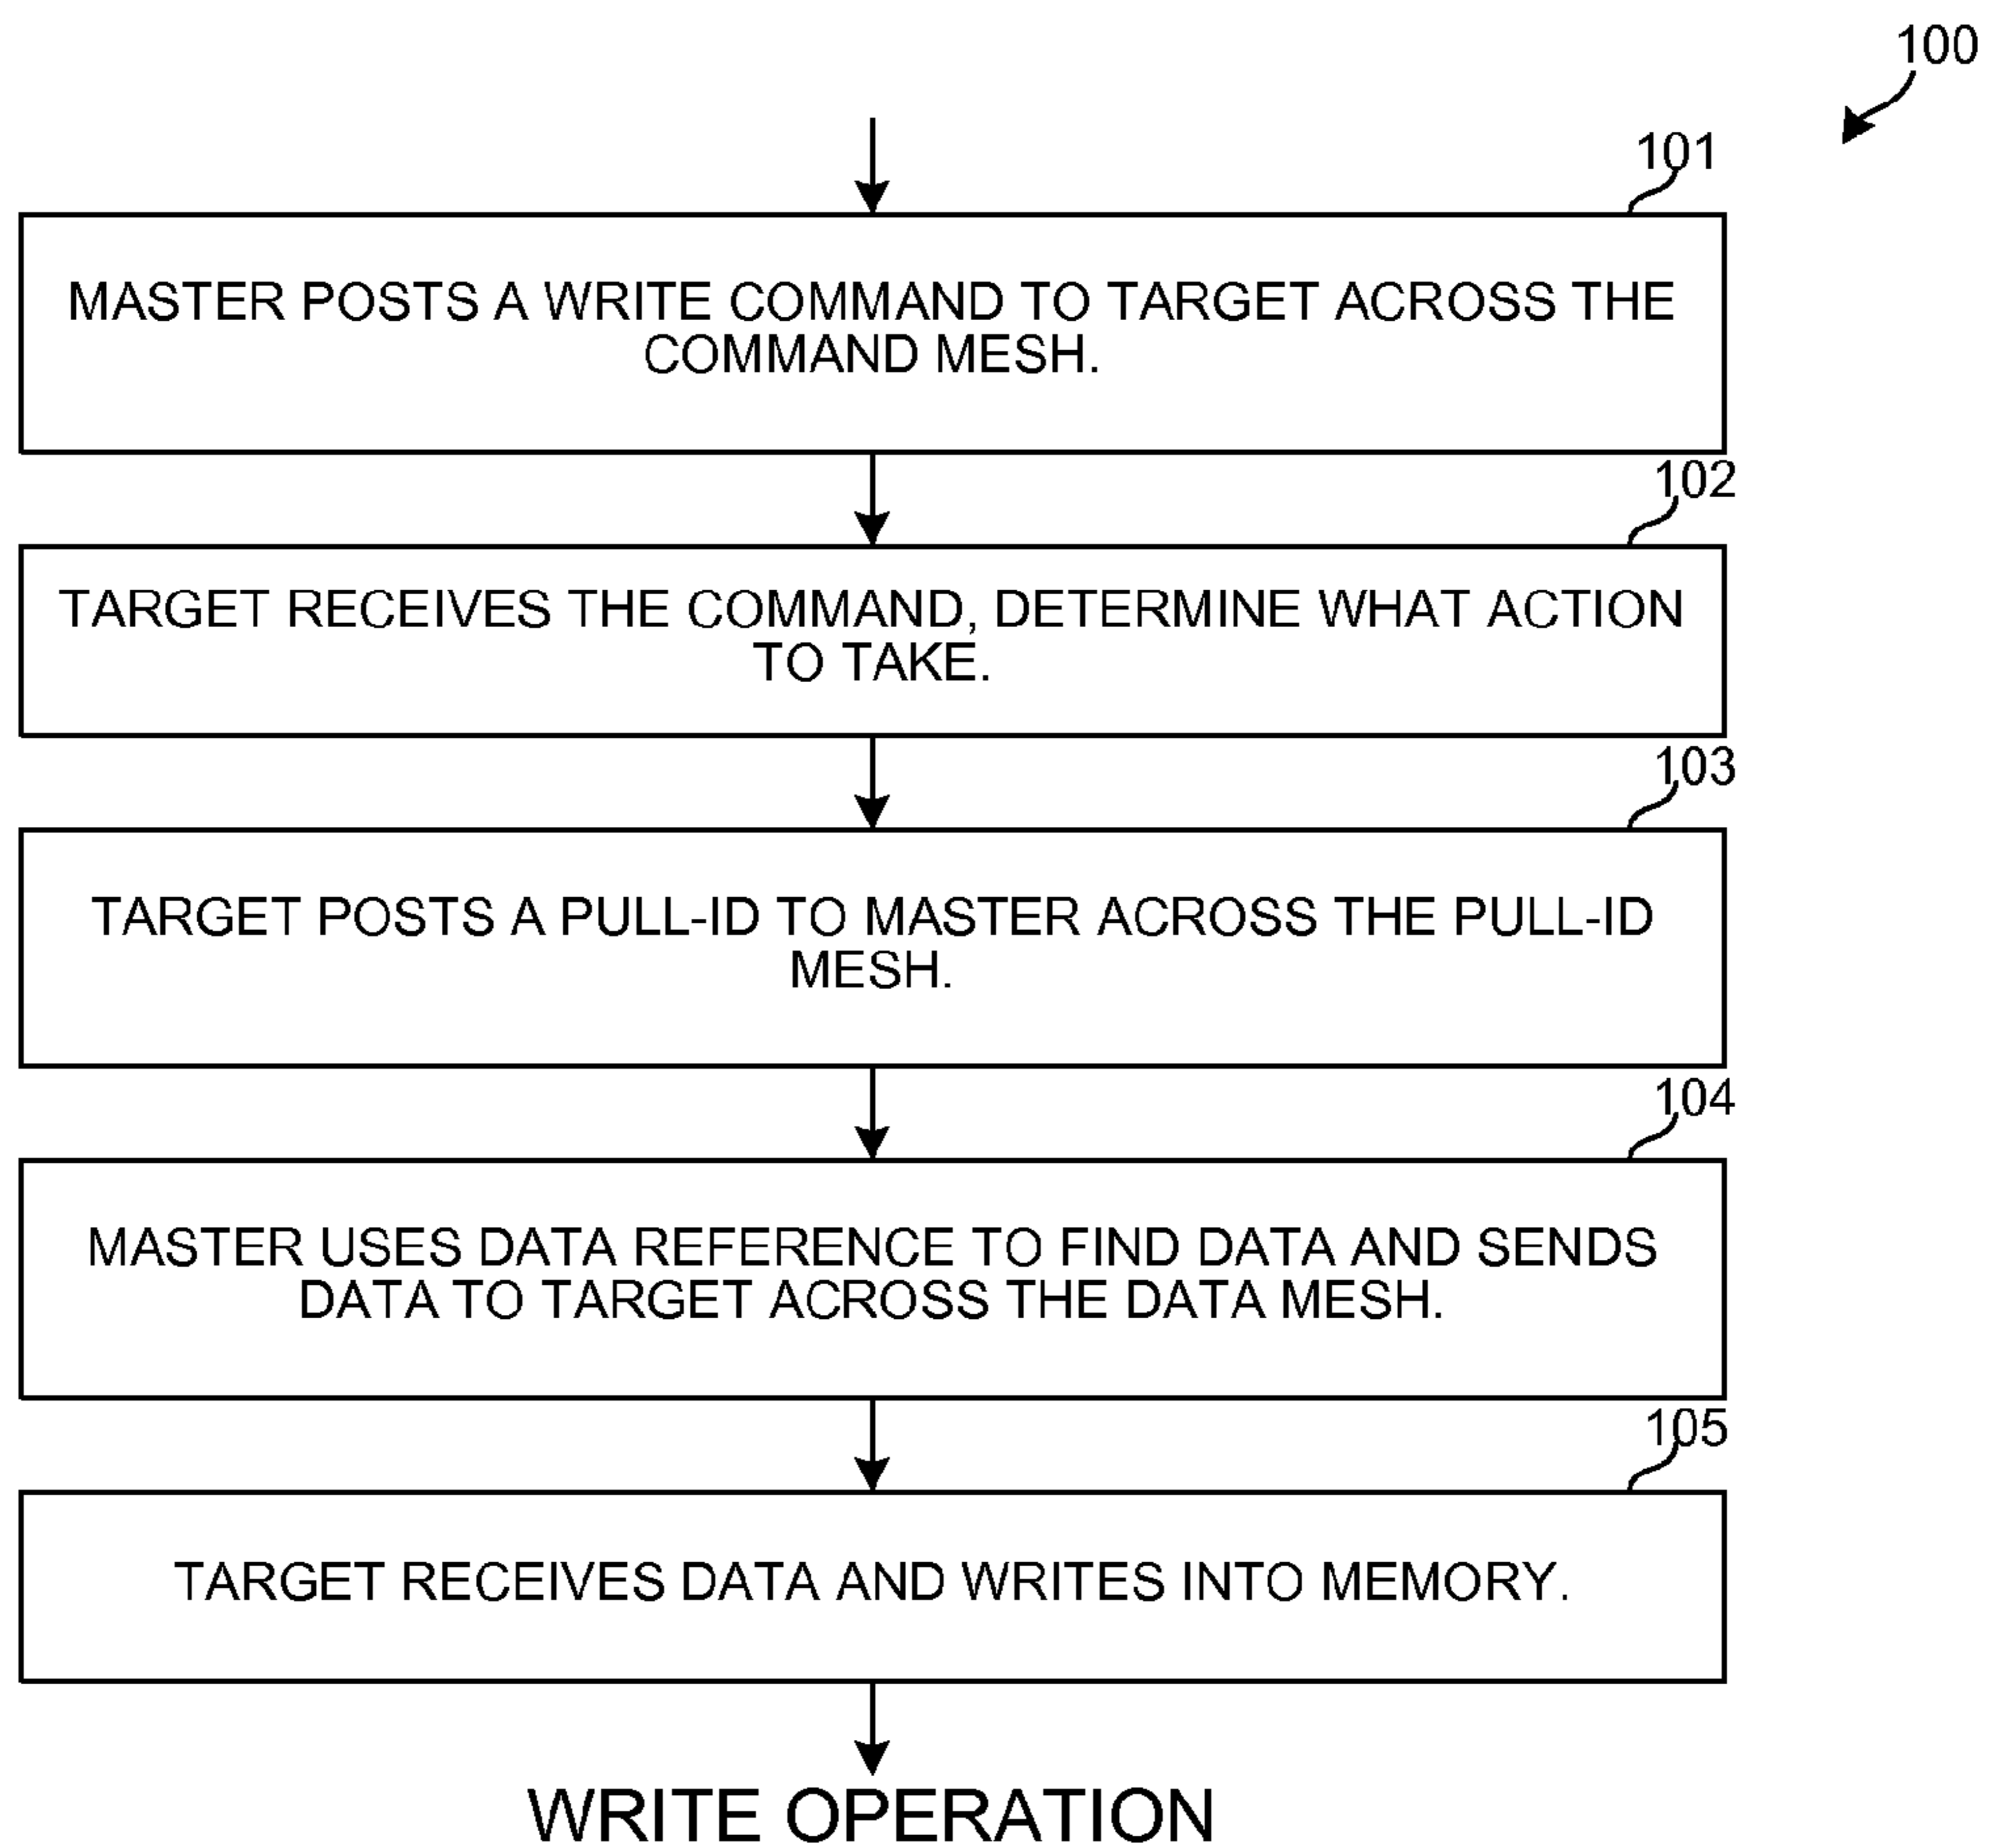 100
101
MASTER POSTS A WRITE COMMAND TO TARGET ACROSS THE
COMMAND MESH.
102
TARGET RECEIVES THE COMMAND, DETERMINE WHAT ACTION
TO TAKE.
103
TARGET POSTS A PULL-ID TO MASTER ACROSS THE PULL-ID
MESH.
104
MASTER USES DATA REFERENCE TO FIND DATA AND SENDS
DATA TO TARGET ACROSS THE DATA MESH.
105
TARGET RECEIVES DATA AND WRITES INTO MEMORY.
WRITE OPERATION